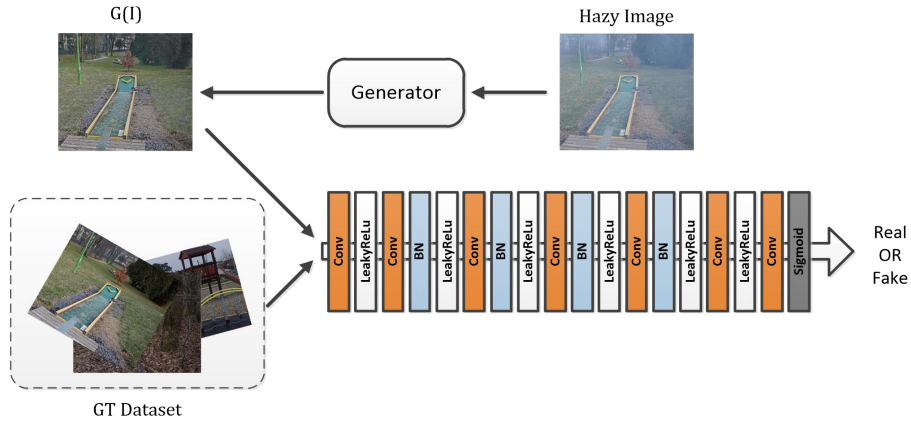 G(I)
Hazy Image
Generator
Conv
LeakyReLu
Conv
BN
LeakyReLu
Conv
BN
LeakyReLu
Conv
BN
LeakyReLu
Conv
BN
LeakyReLu
Conv
LeakyReLu
Conv
Sigmoid
Real
OR
Fake
GT Dataset